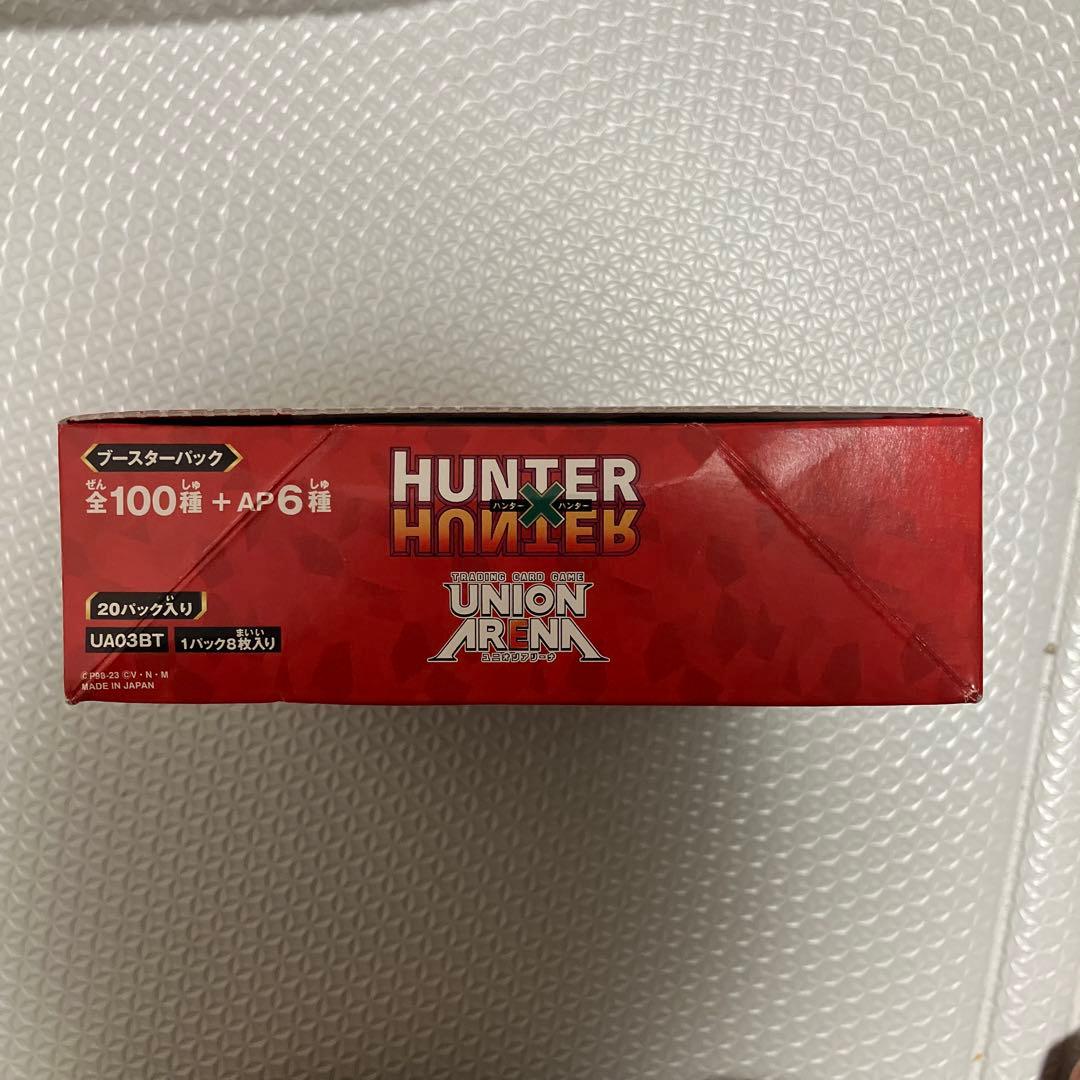 ブースターパック
全100種 + AP6種
ぜん しゅ しゅ
20パック入り
い
UA03BT
1パック8枚入り
まいい
©P98-23 ©V・N・M
MADE IN JAPAN
HUNTER
ハンター×ハンター
HUNTER
TRADING CARD GAME
UNION
ARENA
ユニオンアリーナ